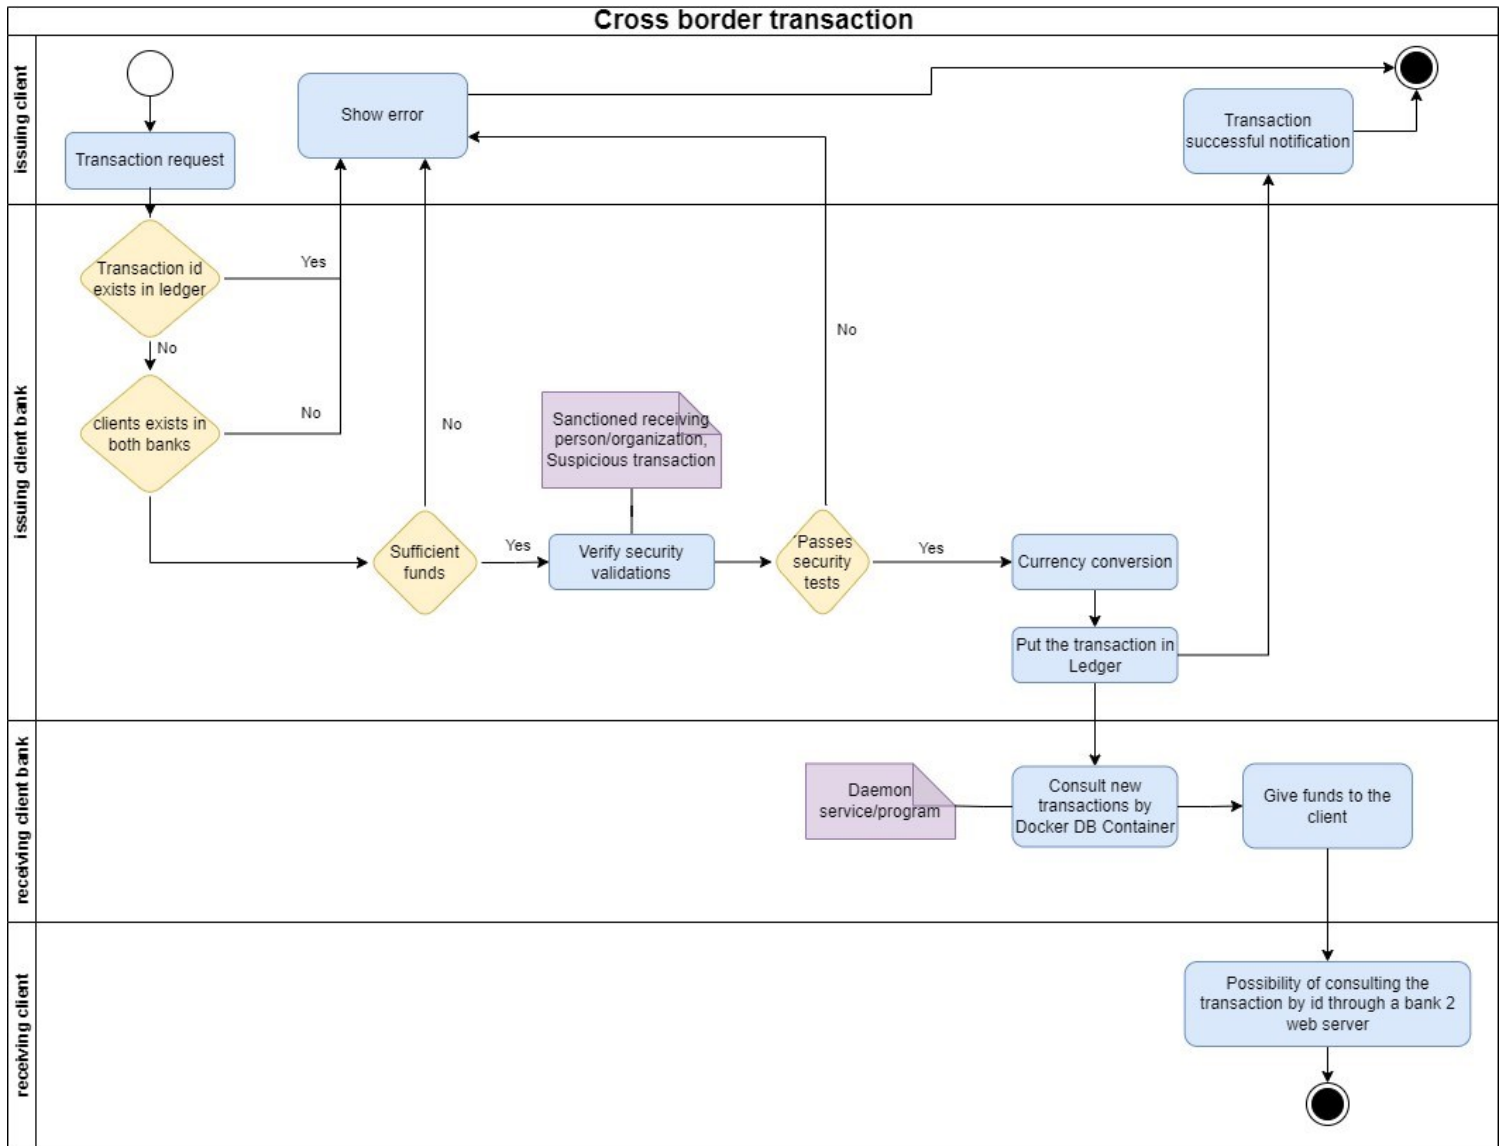 Cross border transaction
issuing client
Show error
Transaction request
Transaction
successful notification
issuing client bank
Transaction id
exists in ledger
Yes
No
clients exists in
both banks
No
No
No
Sanctioned receiving
person/organization,
Suspicious transaction
Sufficient
funds
Yes
Verify security
validations
´Passes
security
tests
Yes
Currency conversion
Put the transaction in
Ledger
receiving client bank
Daemon
service/program
Consult new
transactions by
Docker DB Container
Give funds to the
client
receiving client
Possibility of consulting the
transaction by id through a bank 2
web server